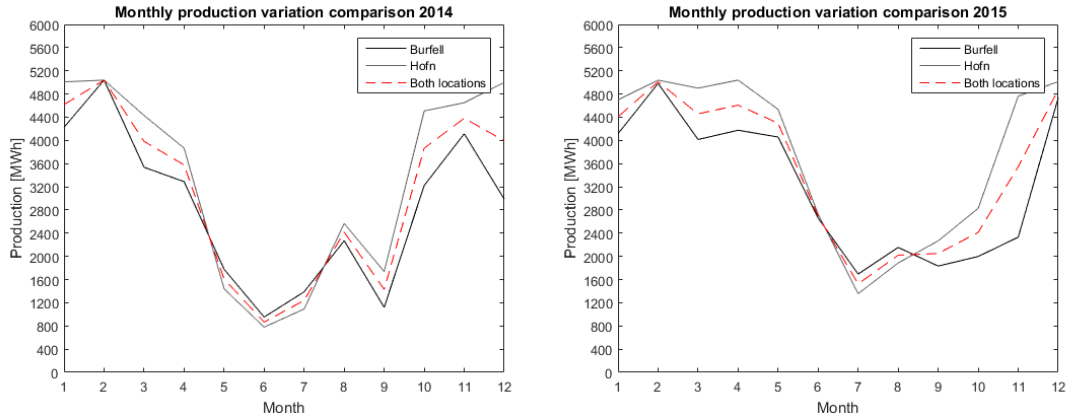 Monthly production variation comparison 2014
Production [MWh]
6000
5600
5200
4800
4400
4000
3600
3200
2800
2400
2000
1600
1200
800
400
0
Burfell
Hofn
Both locations
1 2 3 4 5 6 7 8 9 10 11 12
Month
Monthly production variation comparison 2015
Production [MWh]
6000
5600
5200
4800
4400
4000
3600
3200
2800
2400
2000
1600
1200
800
400
0
Burfell
Hofn
Both locations
1 2 3 4 5 6 7 8 9 10 11 12
Month